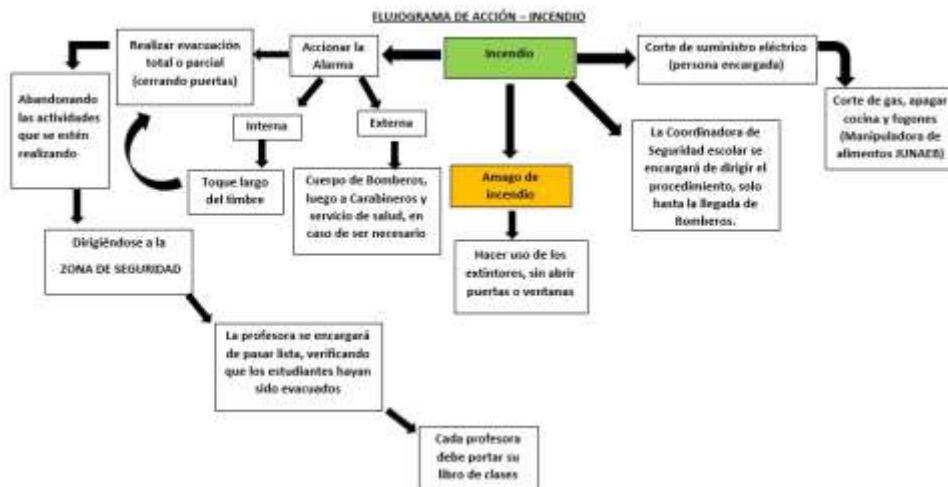 FLUJOGRAMA DE ACCIÓN – INCENDIO
Realizar evacuación
total o parcial
(cerrando puertas)
Accionar la
Alarma
Incendio
Corte de suministro eléctrico
(persona encargada)
Abandonando
las actividades
que se estén
realizando
Interna
Externa
Corte de gas, apagar
cocina y fogones
(Manipuladora de
alimentos JUNAEB)
La Coordinadora de
Seguridad escolar se
encargará de dirigir el
procedimiento, solo
hasta la llegada de
Bomberos.
Toque largo
del timbre
Cuerpo de Bomberos,
luego a Carabineros y
servicio de salud, en
caso de ser necesario
Amago de
incendio
Dirigiéndose a la
ZONA DE SEGURIDAD
Hacer uso de los
extintores, sin abrir
puertas o ventanas
La profesora se encargará
de pasar lista, verificando
que los estudiantes hayan
sido evacuados
Cada profesora
debe portar su
libro de clases